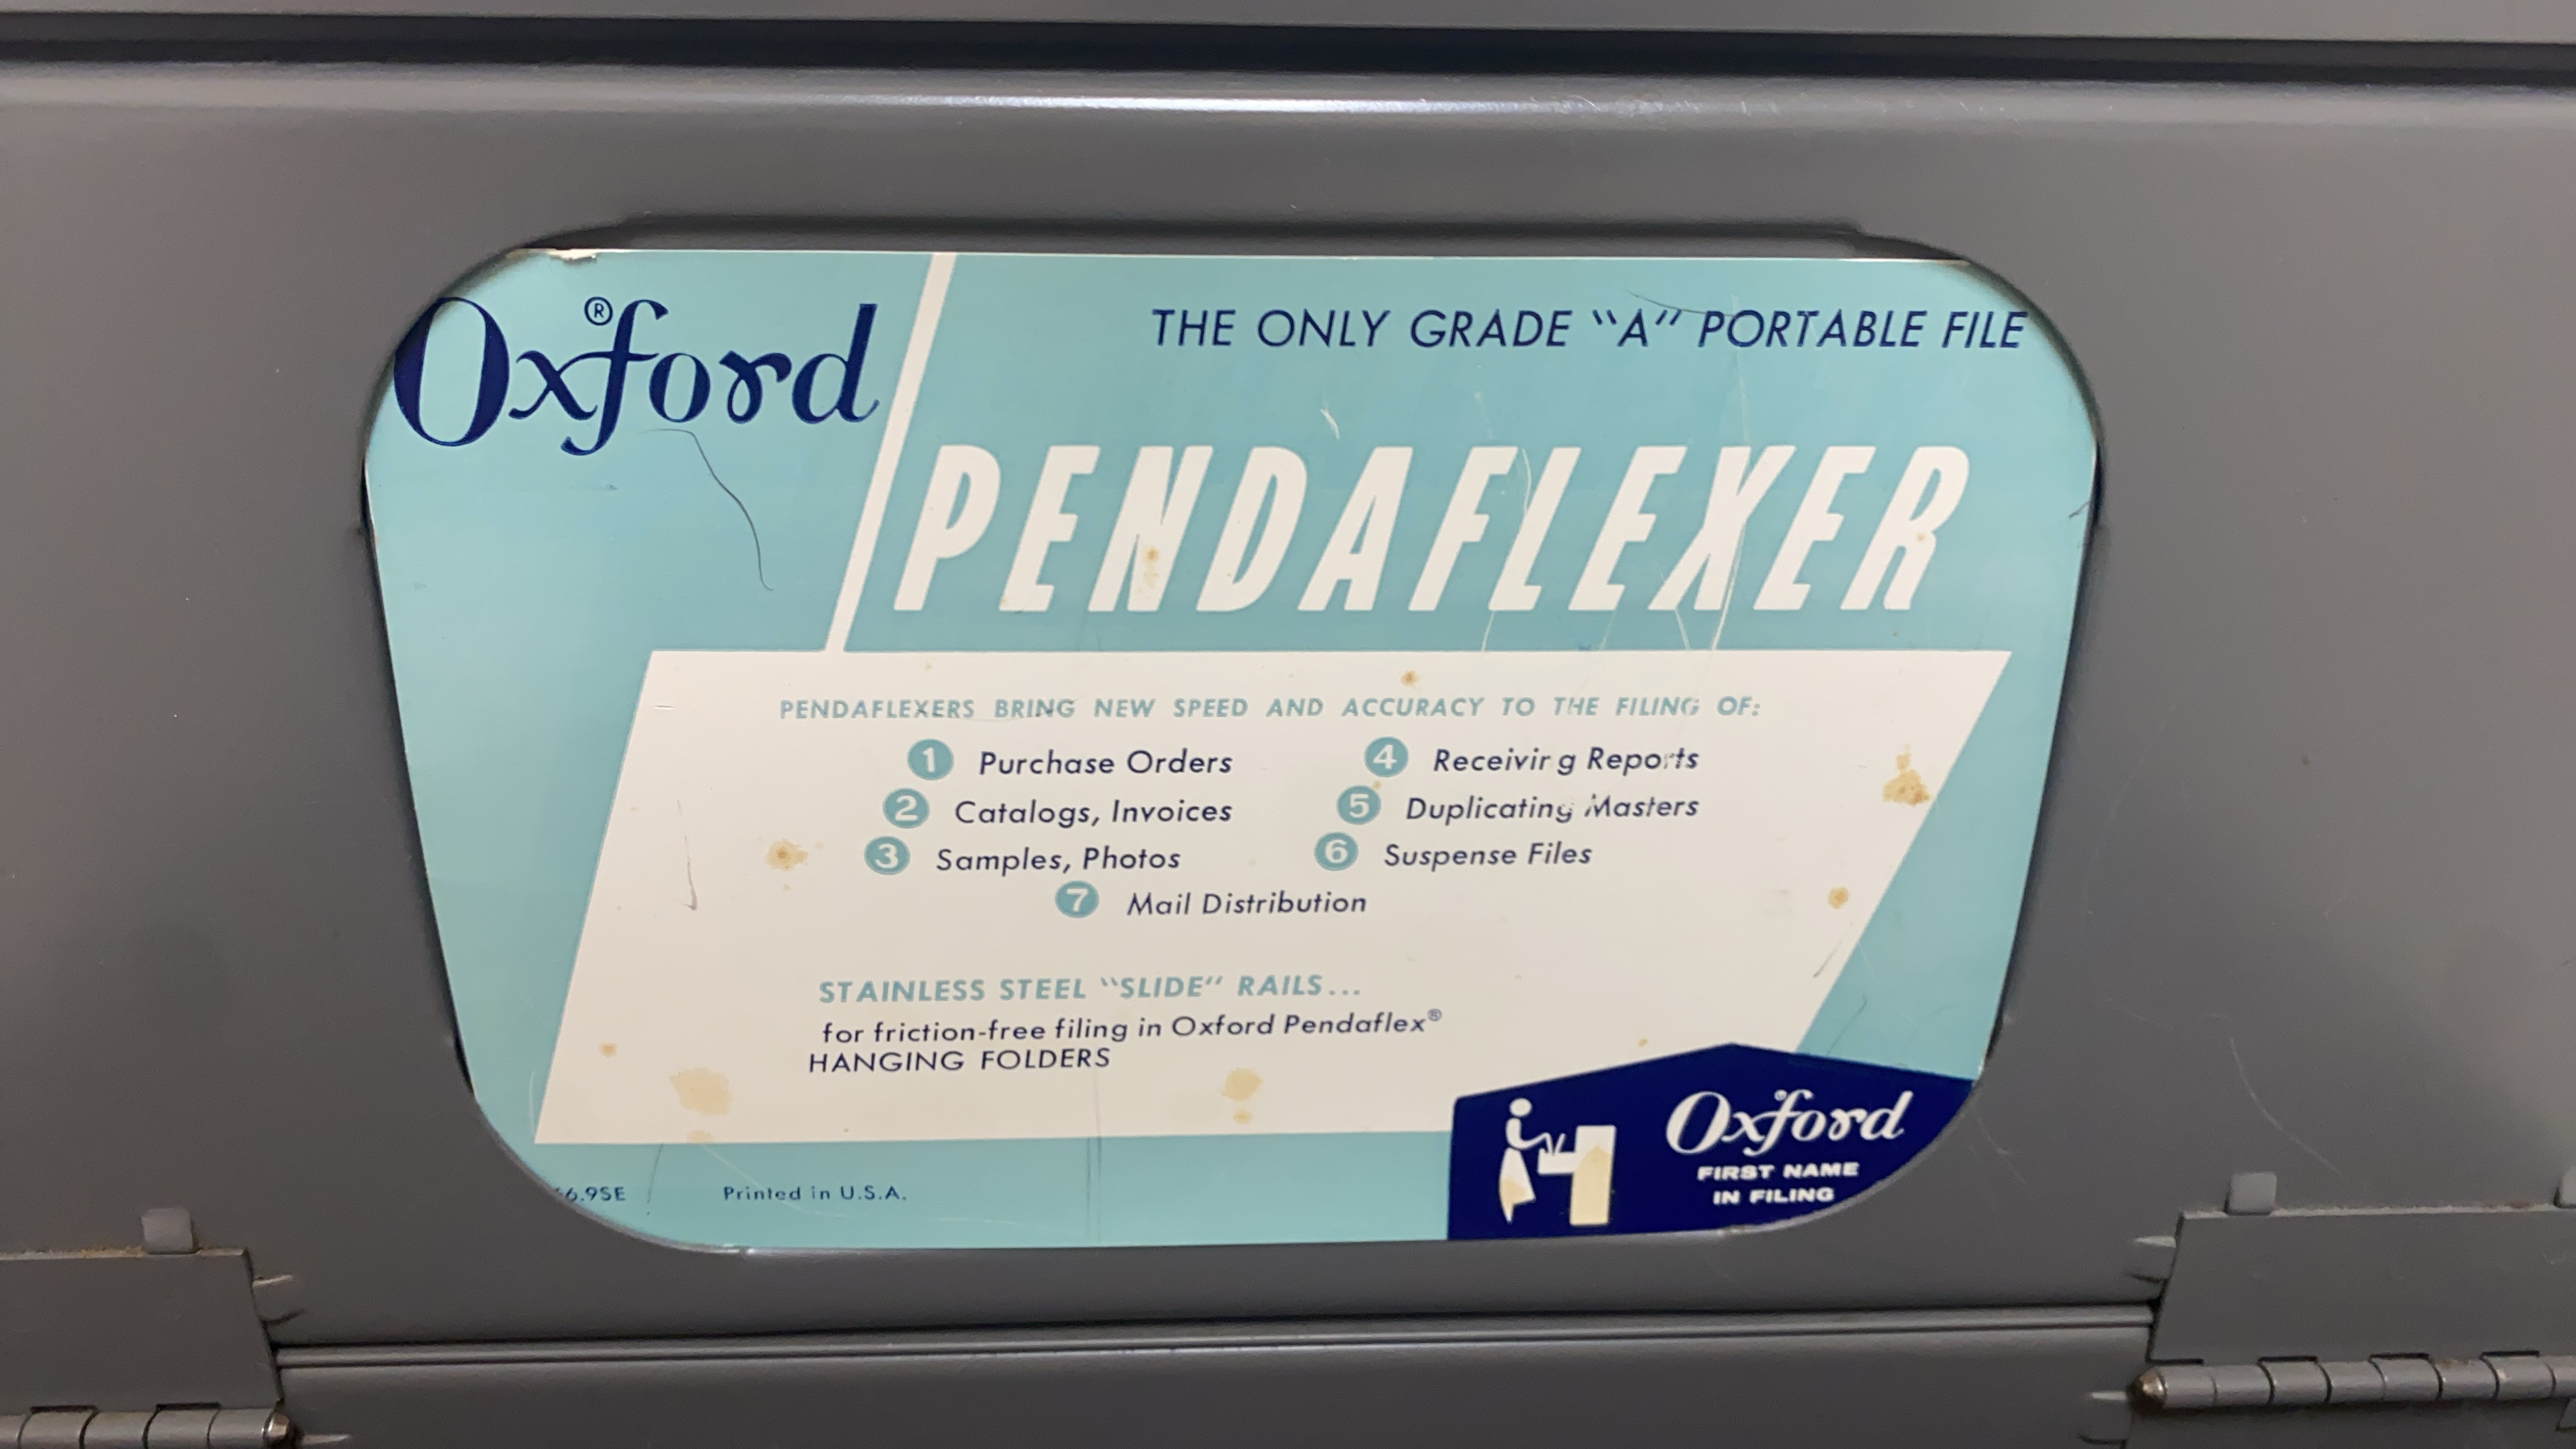 Oxford®
THE ONLY GRADE "A" PORTABLE FILE
PENDAFLEXER
PENDAFLEXERS BRING NEW SPEED AND ACCURACY TO THE FILING OF:
1 Purchase Orders
2 Catalogs, Invoices
3 Samples, Photos
4 Receiving Reports
5 Duplicating Masters
6 Suspense Files
7 Mail Distribution
STAINLESS STEEL "SLIDE" RAILS...
for friction-free filing in Oxford Pendaflex®
HANGING FOLDERS
Oxford
FIRST NAME
IN FILING
Printed in U.S.A.